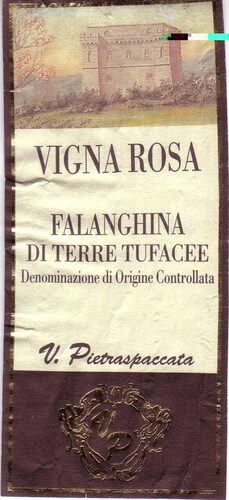 VIGNA ROSA
FALANGHINA
DI TERRE TUFACEE
Denominazione di Origine Controllata
V. Pietraspaccata
V
P